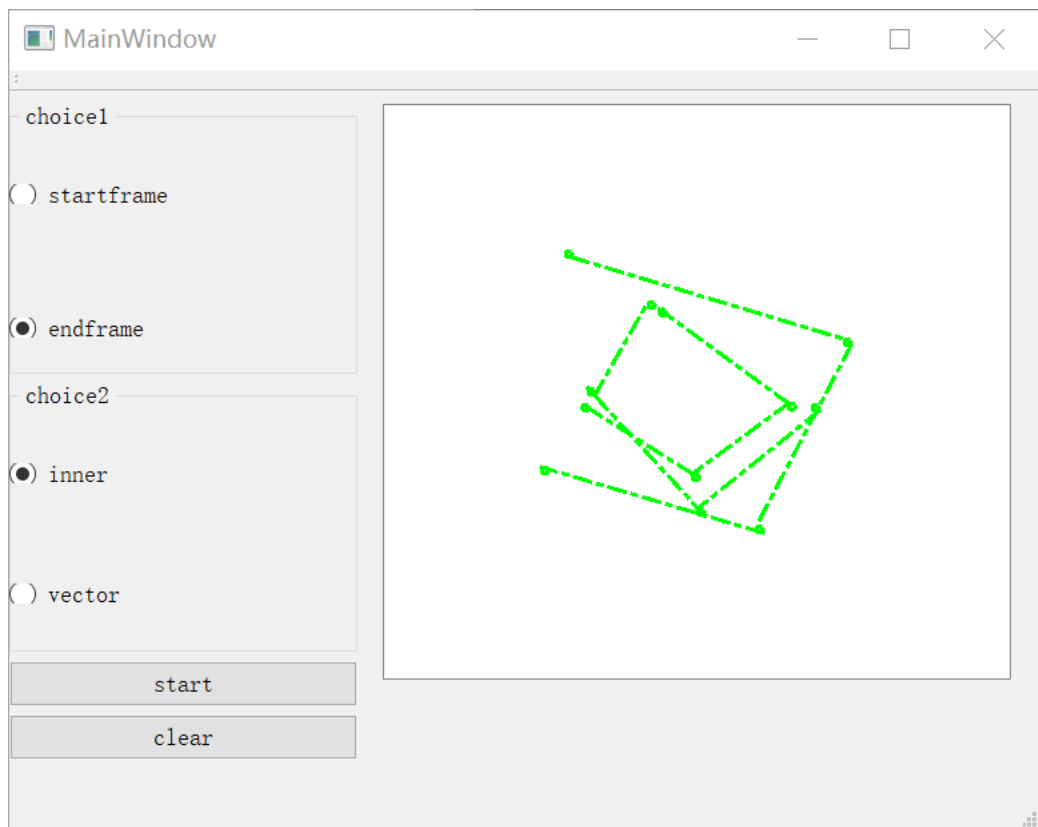 MainWindow
choice1
startframe
endframe
choice2
inner
vector
start
clear